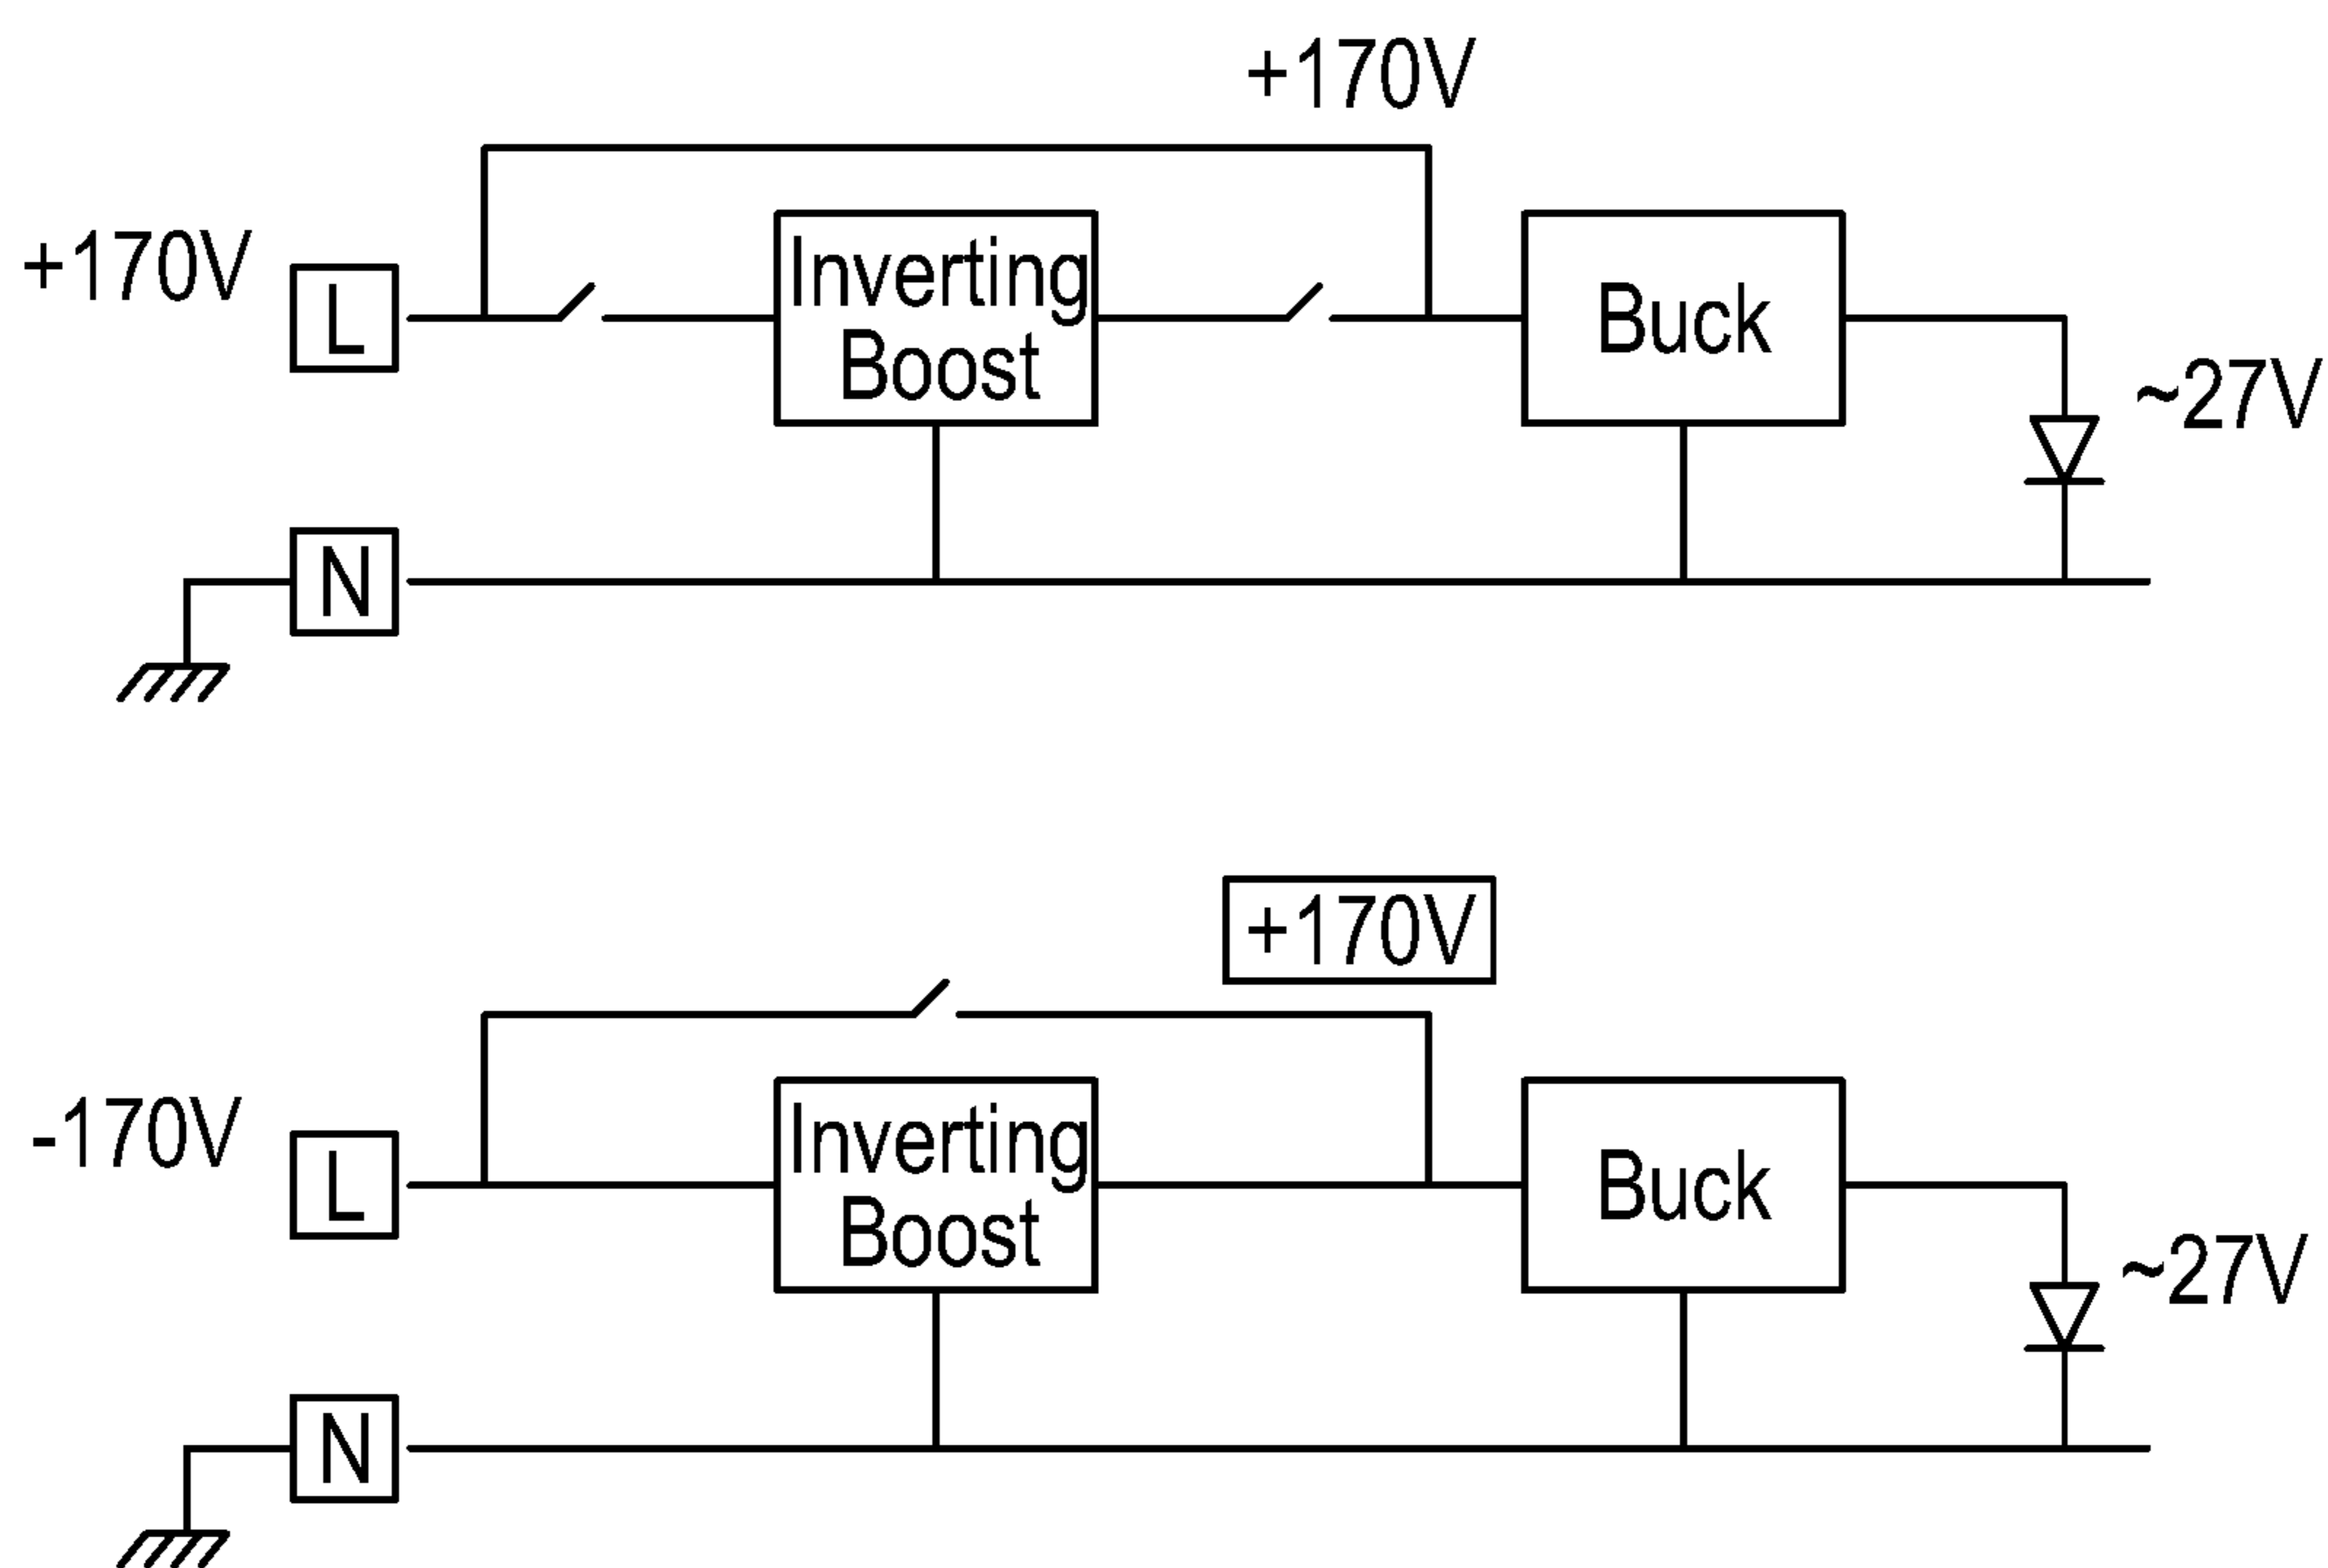 +170V
+170V
L
Inverting
Boost
Buck
~27V
N
+170V
-170V
L
Inverting
Boost
Buck
~27V
N